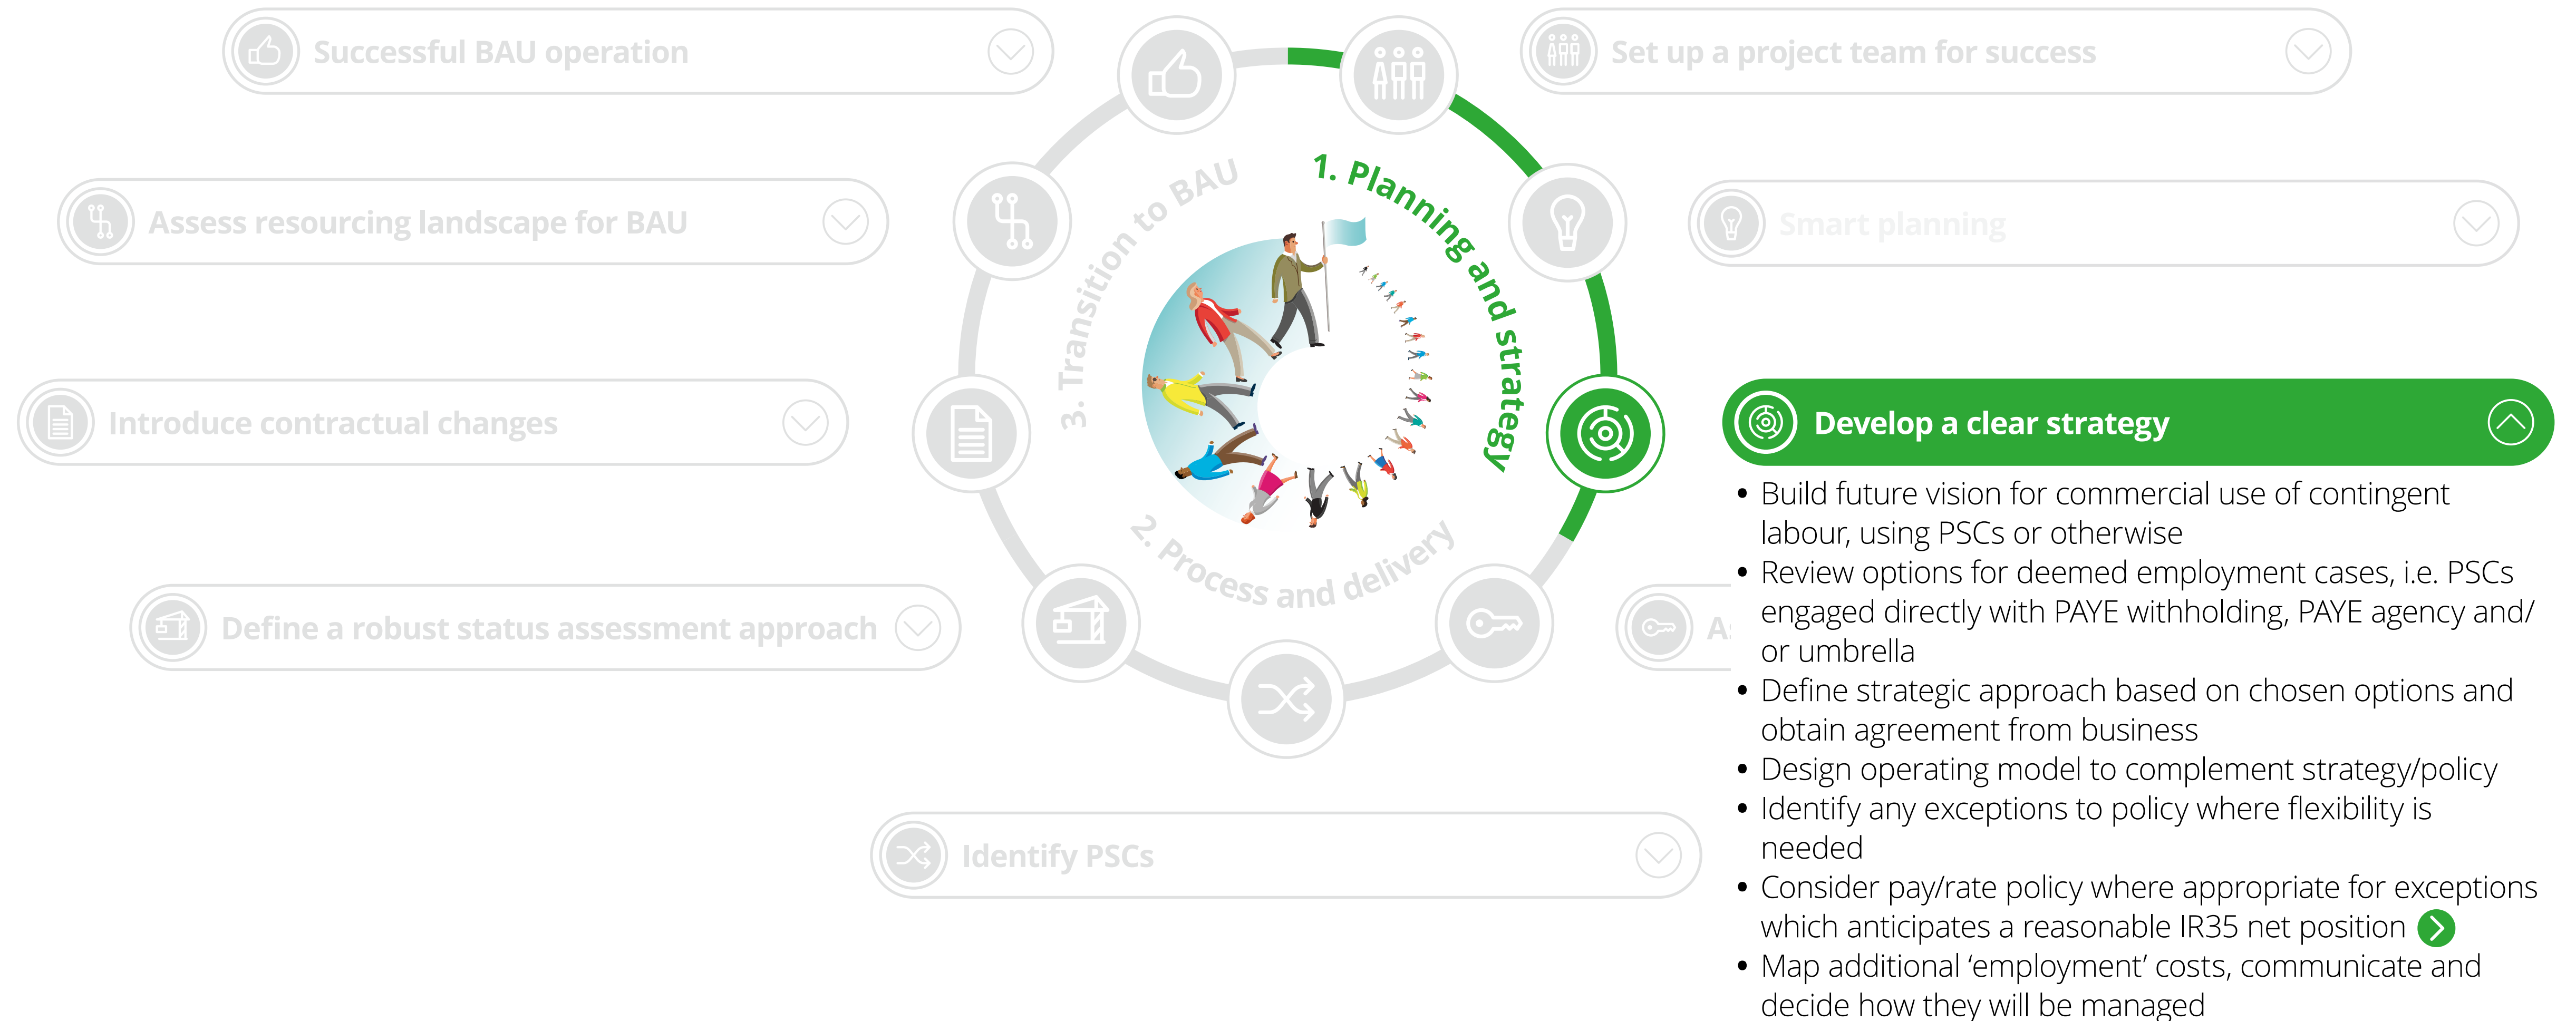 Successful BAU operation
Set up a project team for success
Assess resourcing landscape for BAU
Smart planning
Introduce contractual changes
Define a robust status assessment approach
Identify PSCs
1. Planning and strategy
2. Process and delivery
3. Transition to BAU
Develop a clear strategy
• Build future vision for commercial use of contingent
labour, using PSCs or otherwise
• Review options for deemed employment cases, i.e. PSCs
engaged directly with PAYE withholding, PAYE agency and/
or umbrella
• Define strategic approach based on chosen options and
obtain agreement from business
• Design operating model to complement strategy/policy
• Identify any exceptions to policy where flexibility is
needed
• Consider pay/rate policy where appropriate for exceptions
which anticipates a reasonable IR35 net position
• Map additional ‘employment’ costs, communicate and
decide how they will be managed